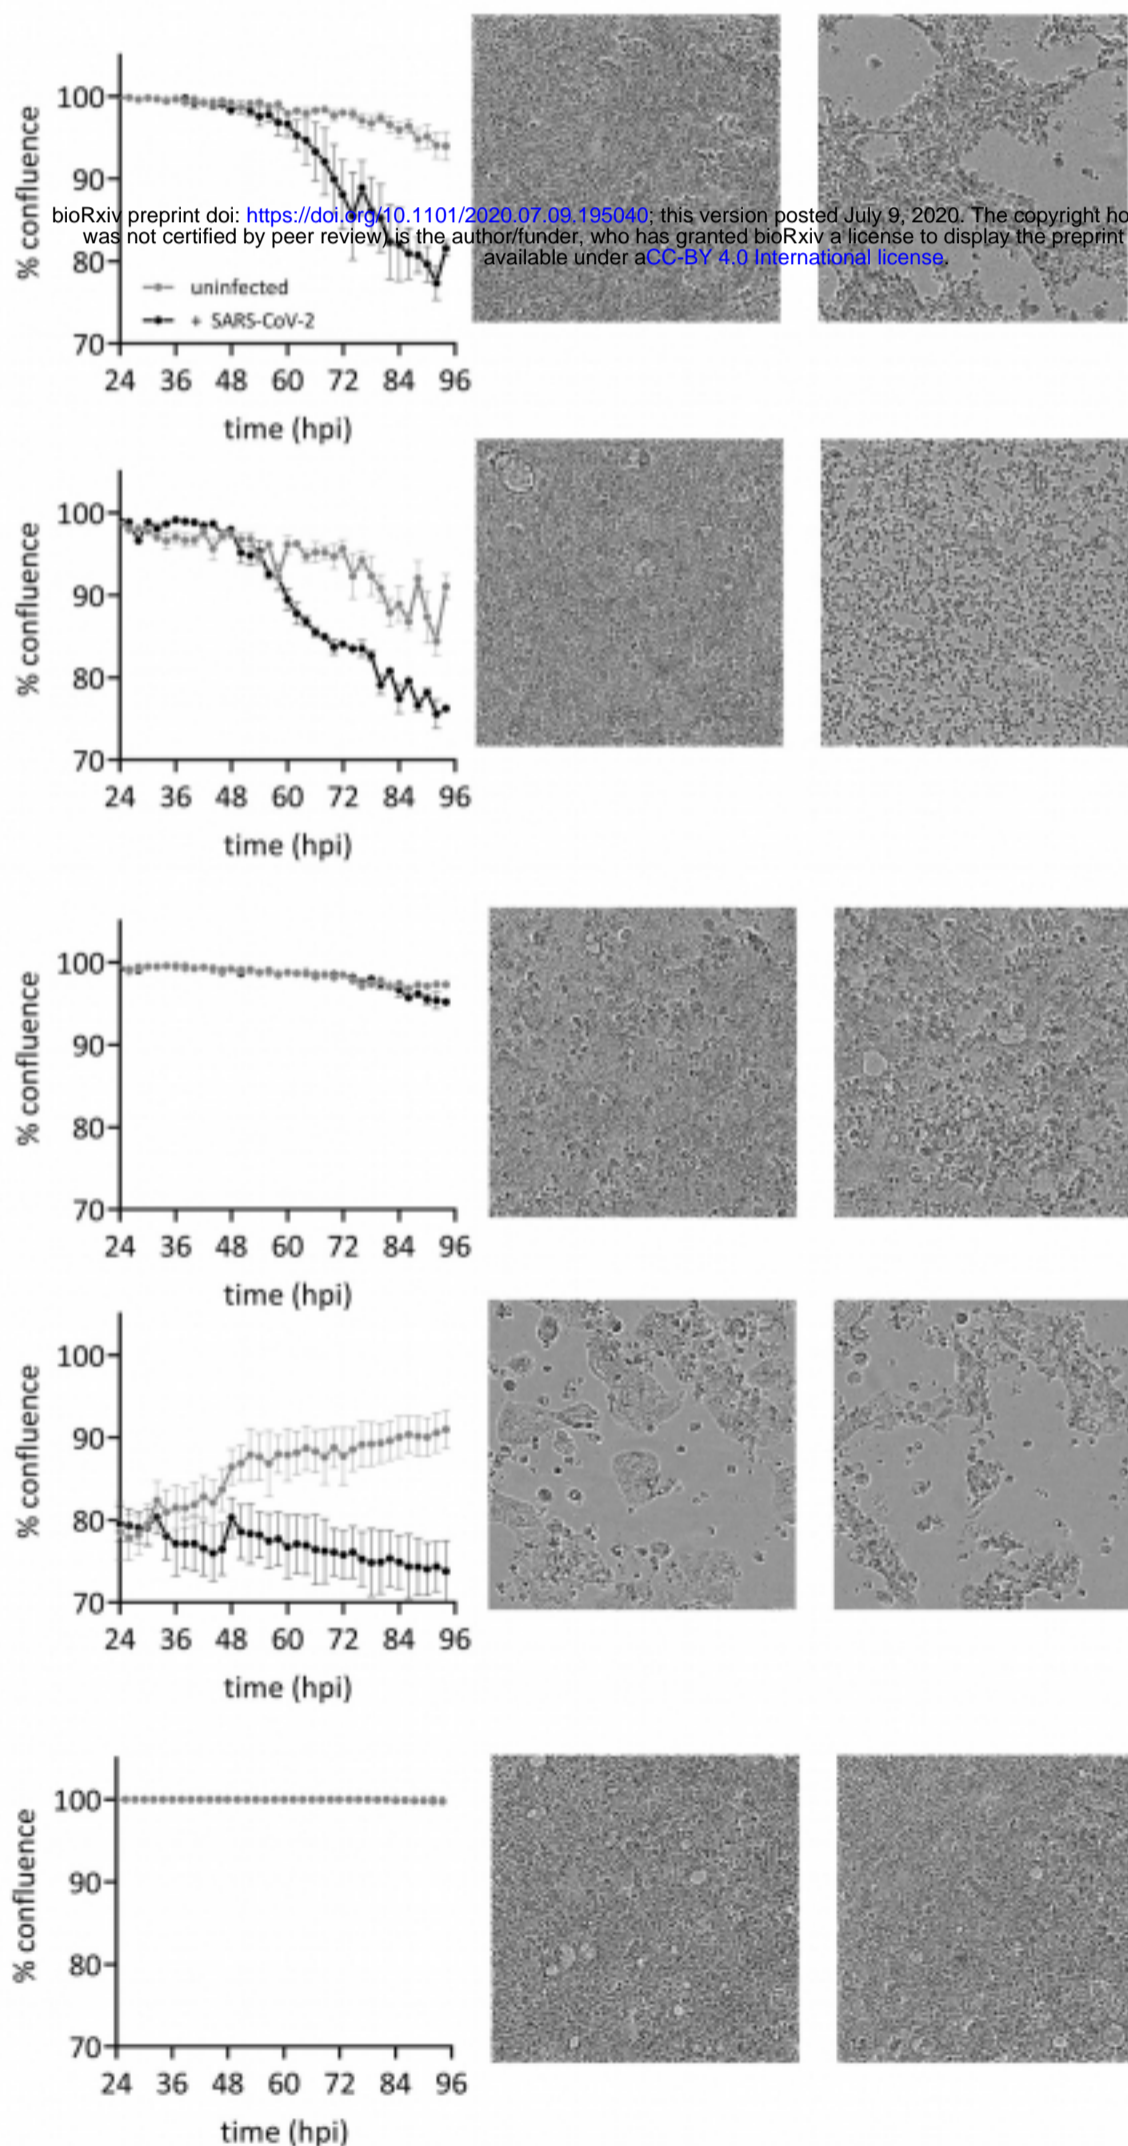 100
90
80
70
% confluence
bioRxiv preprint doi: https://doi.org/10.1101/2020.07.09.195040; this version posted July 9, 2020. The copyright ho
was not certified by peer review) is the author/funder, who has granted bioRxiv a license to display the preprint
available under aCC-BY 4.0 International license.
uninfected
+ SARS-CoV-2
24 36 48 60 72 84 96
time (hpi)
100
90
80
70
% confluence
24 36 48 60 72 84 96
time (hpi)
100
90
80
70
% confluence
24 36 48 60 72 84 96
time (hpi)
100
90
80
70
% confluence
24 36 48 60 72 84 96
time (hpi)
100
90
80
70
% confluence
24 36 48 60 72 84 96
time (hpi)